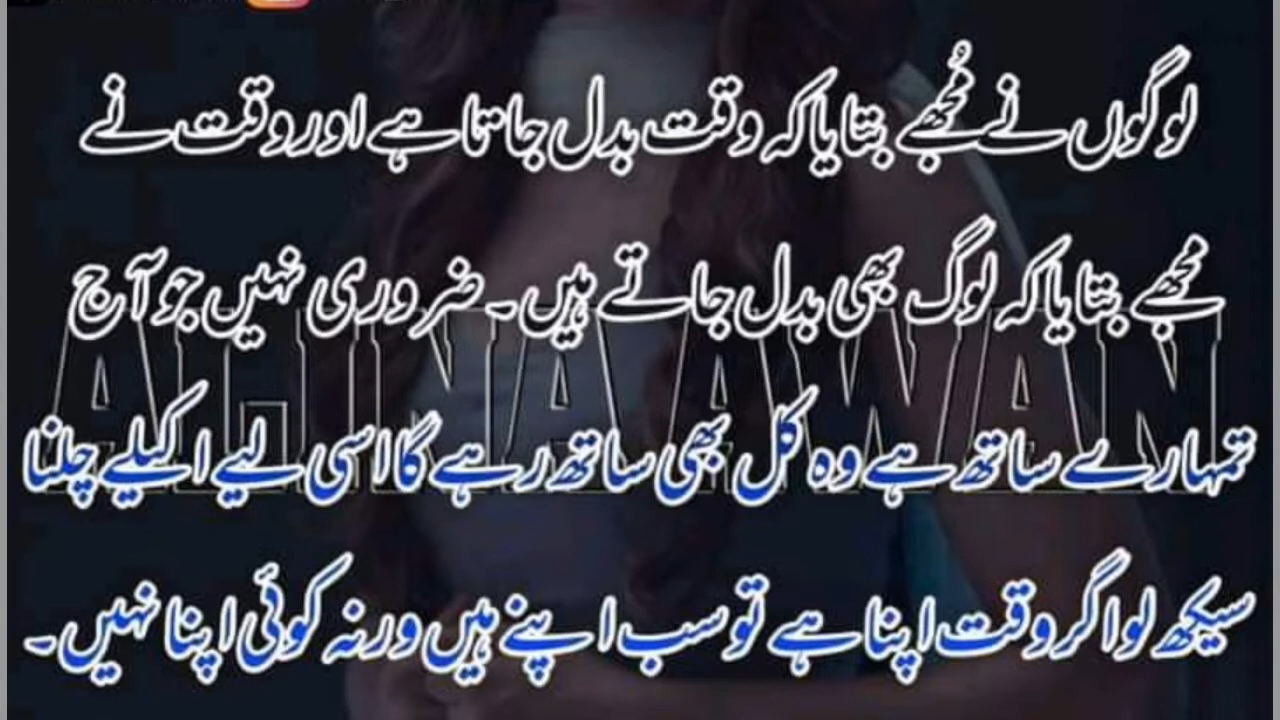 لوگوں نے مُجھے بتایا کہ وقت بدل جاتا ہے اور وقت نے
مجھے بتایا کہ لوگ بھی بدل جاتے ہیں۔ ضروری نہیں جو آج
تمہارے ساتھ ہے وہ کل بھی ساتھ رہے گا اسی لیے اکیلے چلنا
سیکھ لو اگر وقت اپنا ہے تو سب اپنے ہیں ورنہ کوئی اپنا نہیں۔